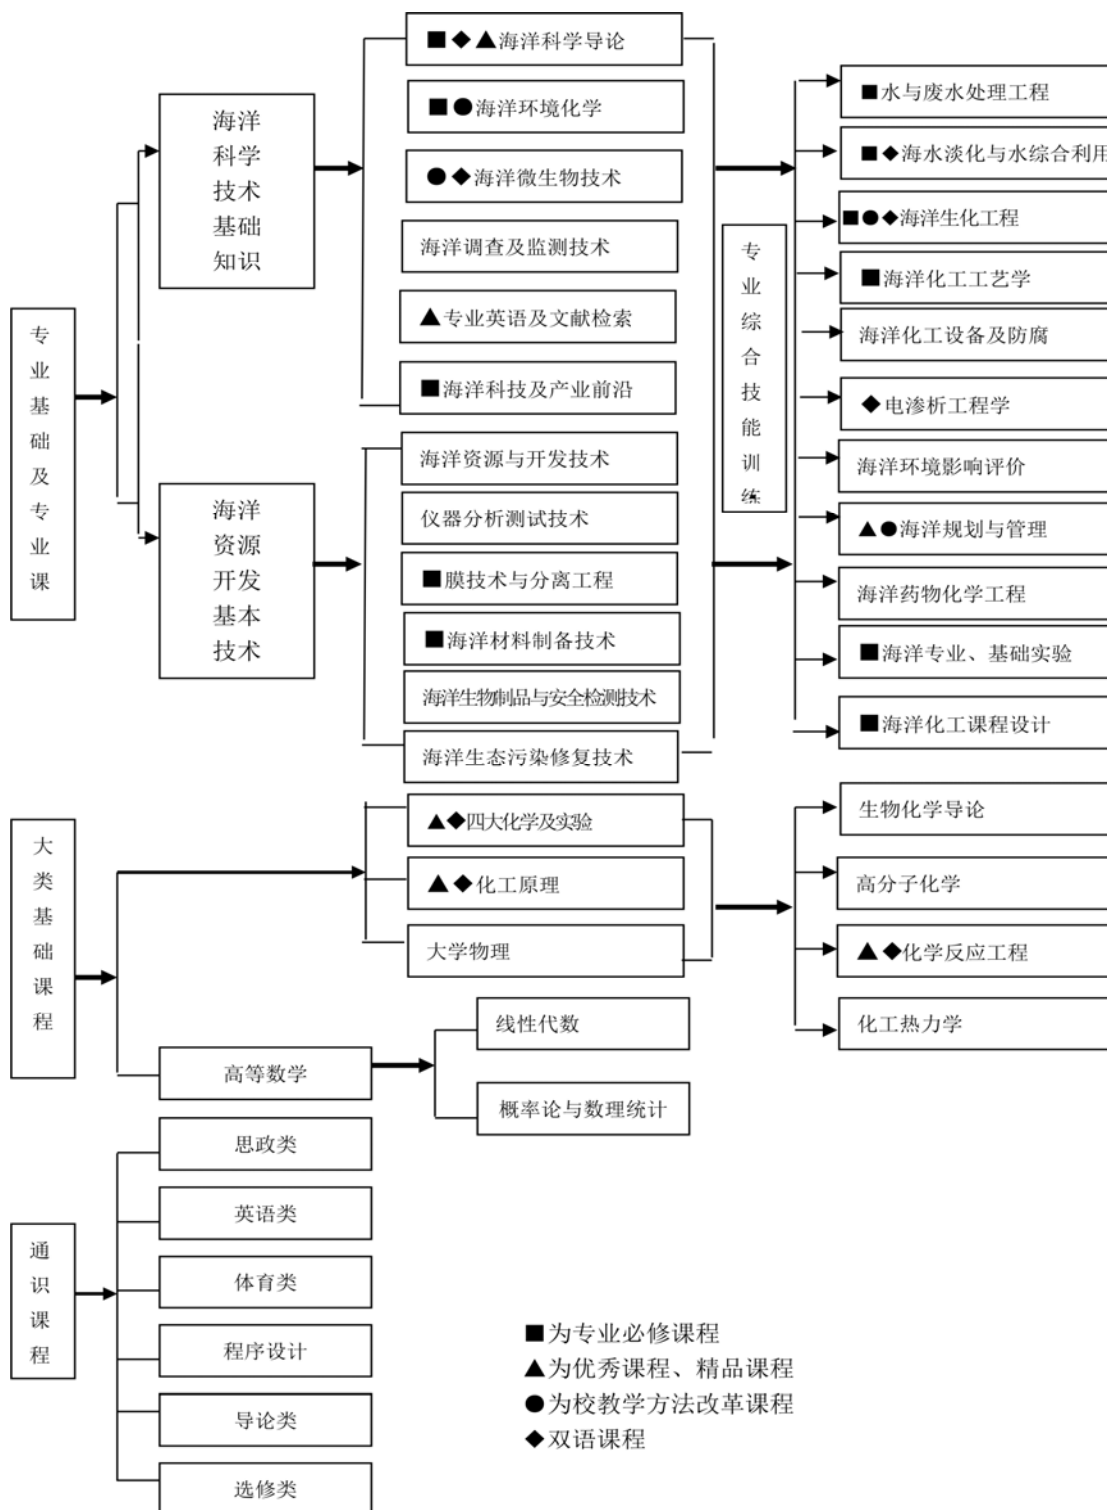 专业基础及专业课
海洋
科学
技术
基础
知识
海洋
资源
开发
基本
技术
■◆▲海洋科学导论
■●海洋环境化学
●◆海洋微生物技术
海洋调查及监测技术
▲专业英语及文献检索
■海洋科技及产业前沿
海洋资源与开发技术
仪器分析测试技术
■膜技术与分离工程
■海洋材料制备技术
海洋生物制品与安全检测技术
海洋生态污染修复技术
专业综合技能训练
■水与废水处理工程
■◆海水淡化与水综合利用
■●◆海洋生化工程
■海洋化工工艺学
海洋化工设备及防腐
◆电渗析工程学
海洋环境影响评价
▲●海洋规划与管理
海洋药物化学工程
■海洋专业、基础实验
■海洋化工课程设计
大类基础课程
▲◆四大化学及实验
▲◆化工原理
大学物理
生物化学导论
高分子化学
▲◆化学反应工程
化工热力学
高等数学
线性代数
概率论与数理统计
通识课程
思政类
英语类
体育类
程序设计
导论类
选修类
■为专业必修课程
▲为优秀课程、精品课程
●为校教学方法改革课程
◆双语课程